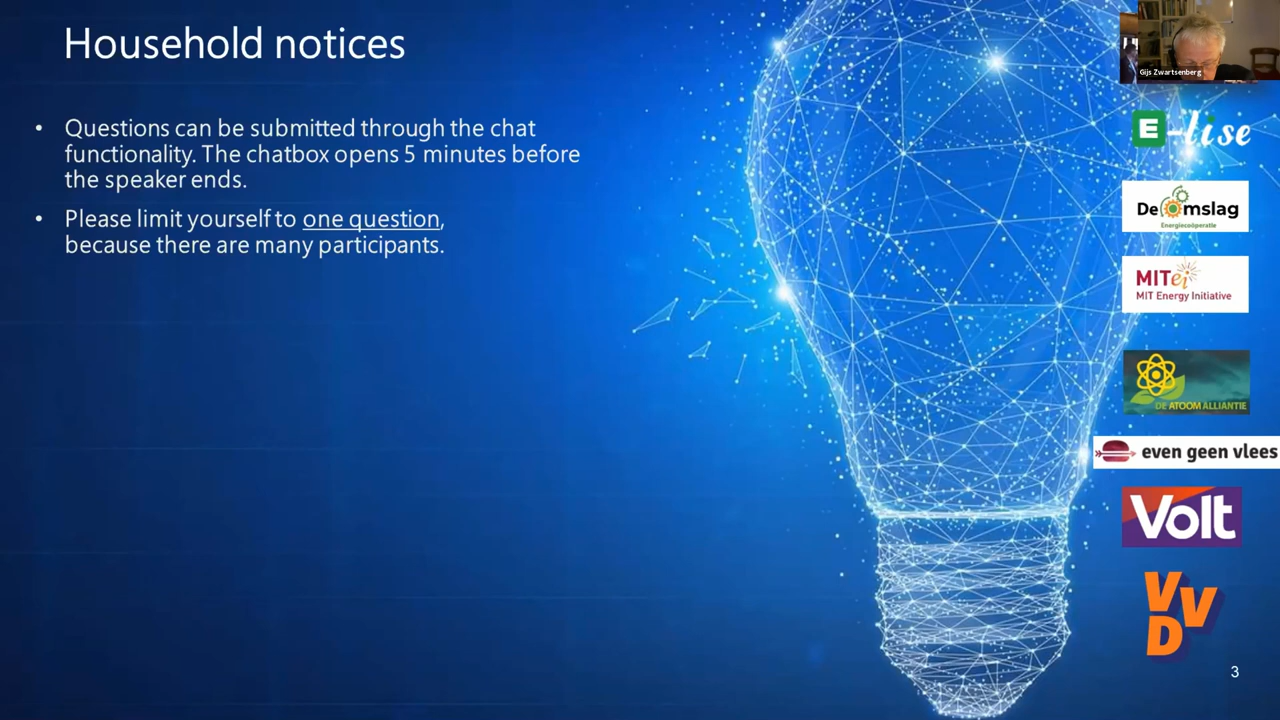 Household notices
• Questions can be submitted through the chat
functionality. The chatbox opens 5 minutes before
the speaker ends.
• Please limit yourself to one question,
because there are many participants.
Gijs Zwartsenberg
E-lise
De Omslag
Energiecoöperatie
MITei
MIT Energy Initiative
DE ATOOM ALLIANTIE
even geen vlees
Volt
VVD
3